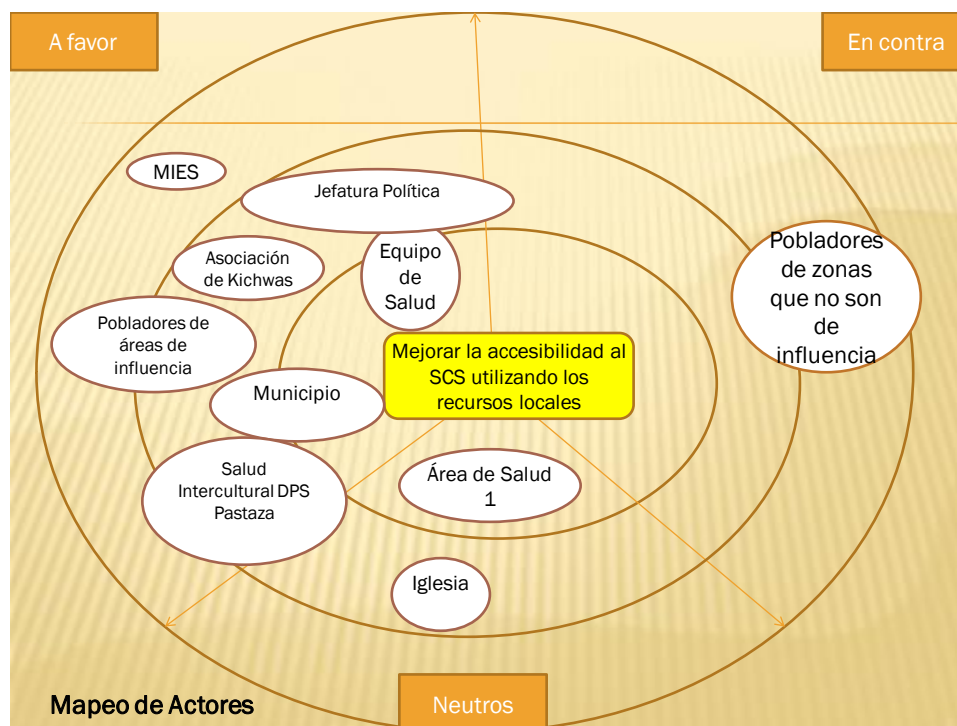 A favor
En contra
MIES
Jefatura Política
Asociación
de Kichwas
Equipo
de
Salud
Pobladores
de zonas
que no son
de
influencia
Pobladores de
áreas de
influencia
Mejorar la accesibilidad al
SCS utilizando los
recursos locales
Municipio
Salud
Intercultural DPS
Pastaza
Área de Salud
1
Iglesia
Mapeo de Actores
Neutros